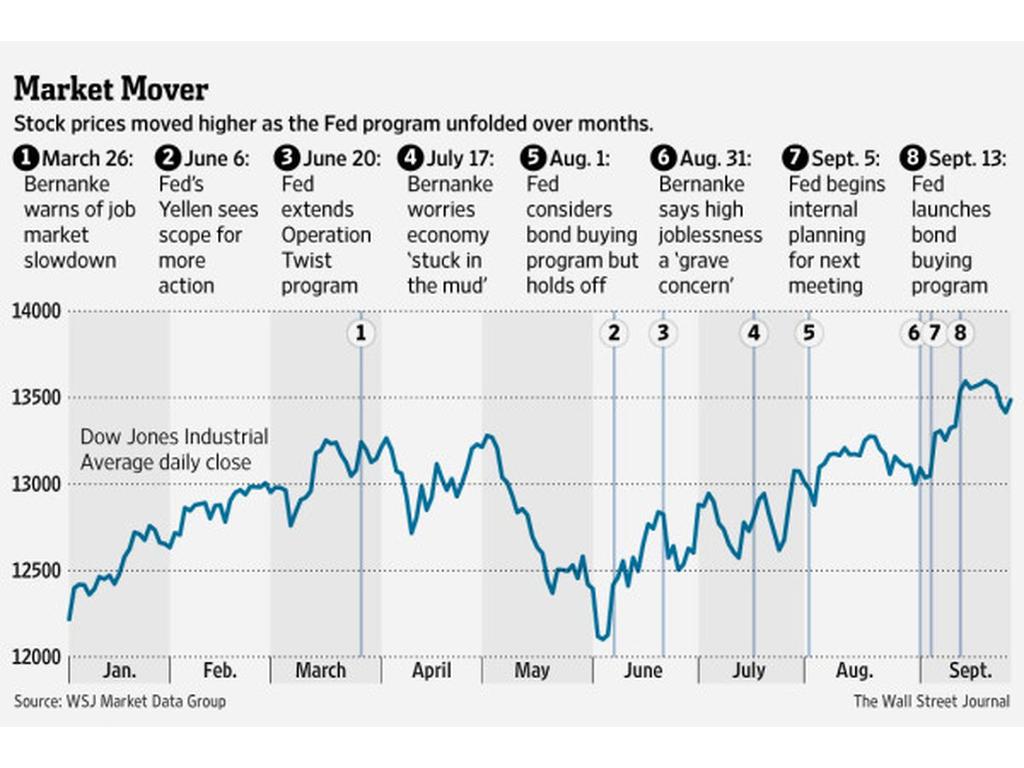 Market Mover
Stock prices moved higher as the Fed program unfolded over months.
1 March 26:
Bernanke
warns of job
market
slowdown
2 June 6:
Fed's
Yellen sees
scope for
more
action
3 June 20:
Fed
extends
Operation
Twist
program
4 July 17:
Bernanke
worries
economy
'stuck in
the mud'
5 Aug. 1:
Fed
considers
bond buying
program but
holds off
6 Aug. 31:
Bernanke
says high
joblessness
a 'grave
concern'
7 Sept. 5:
Fed begins
internal
planning
for next
meeting
8 Sept. 13:
Fed
launches
bond
buying
program
14000
1 2 3 4 5 6 7 8
13500
Dow Jones Industrial
Average daily close
13000
12500
12000
Jan. Feb. March April May June July Aug. Sept.
Source: WSJ Market Data Group
The Wall Street Journal